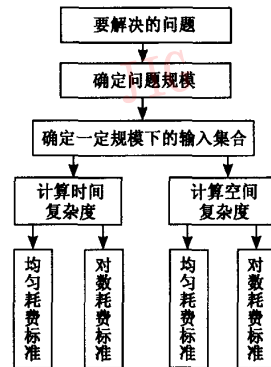 要解决的问题
确定问题规模
确定一定规模下的输入集合
计算时间
复杂度
计算空间
复杂度
均匀耗费标准
对数耗费标准
均匀耗费标准
对数耗费标准